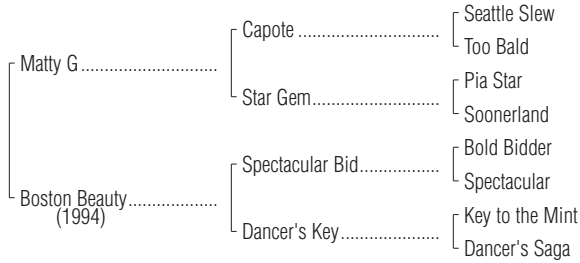 Seattle Slew
Capote ..................................
Too Bald
Matty G.................................
Pia Star
Star Gem..............................
Soonerland
Bold Bidder
Spectacular Bid...................
Spectacular
Boston Beauty.....................
(1994)
Key to the Mint
Dancer's Key.......................
Dancer's Saga